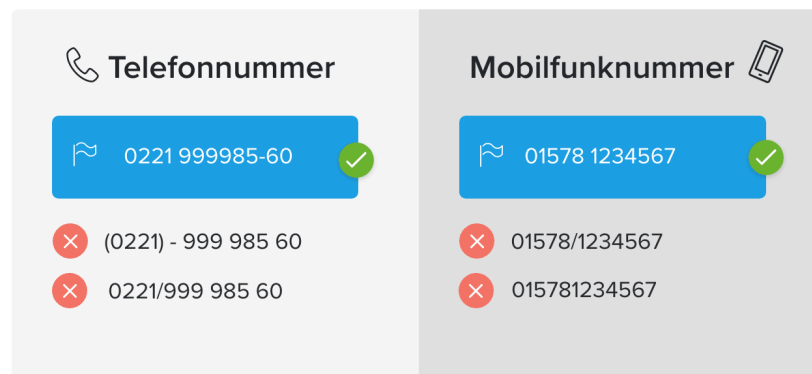 Telefonnummer
0221 999985-60
(0221) - 999 985 60
0221/999 985 60
Mobilfunknummer
01578 1234567
01578/1234567
015781234567